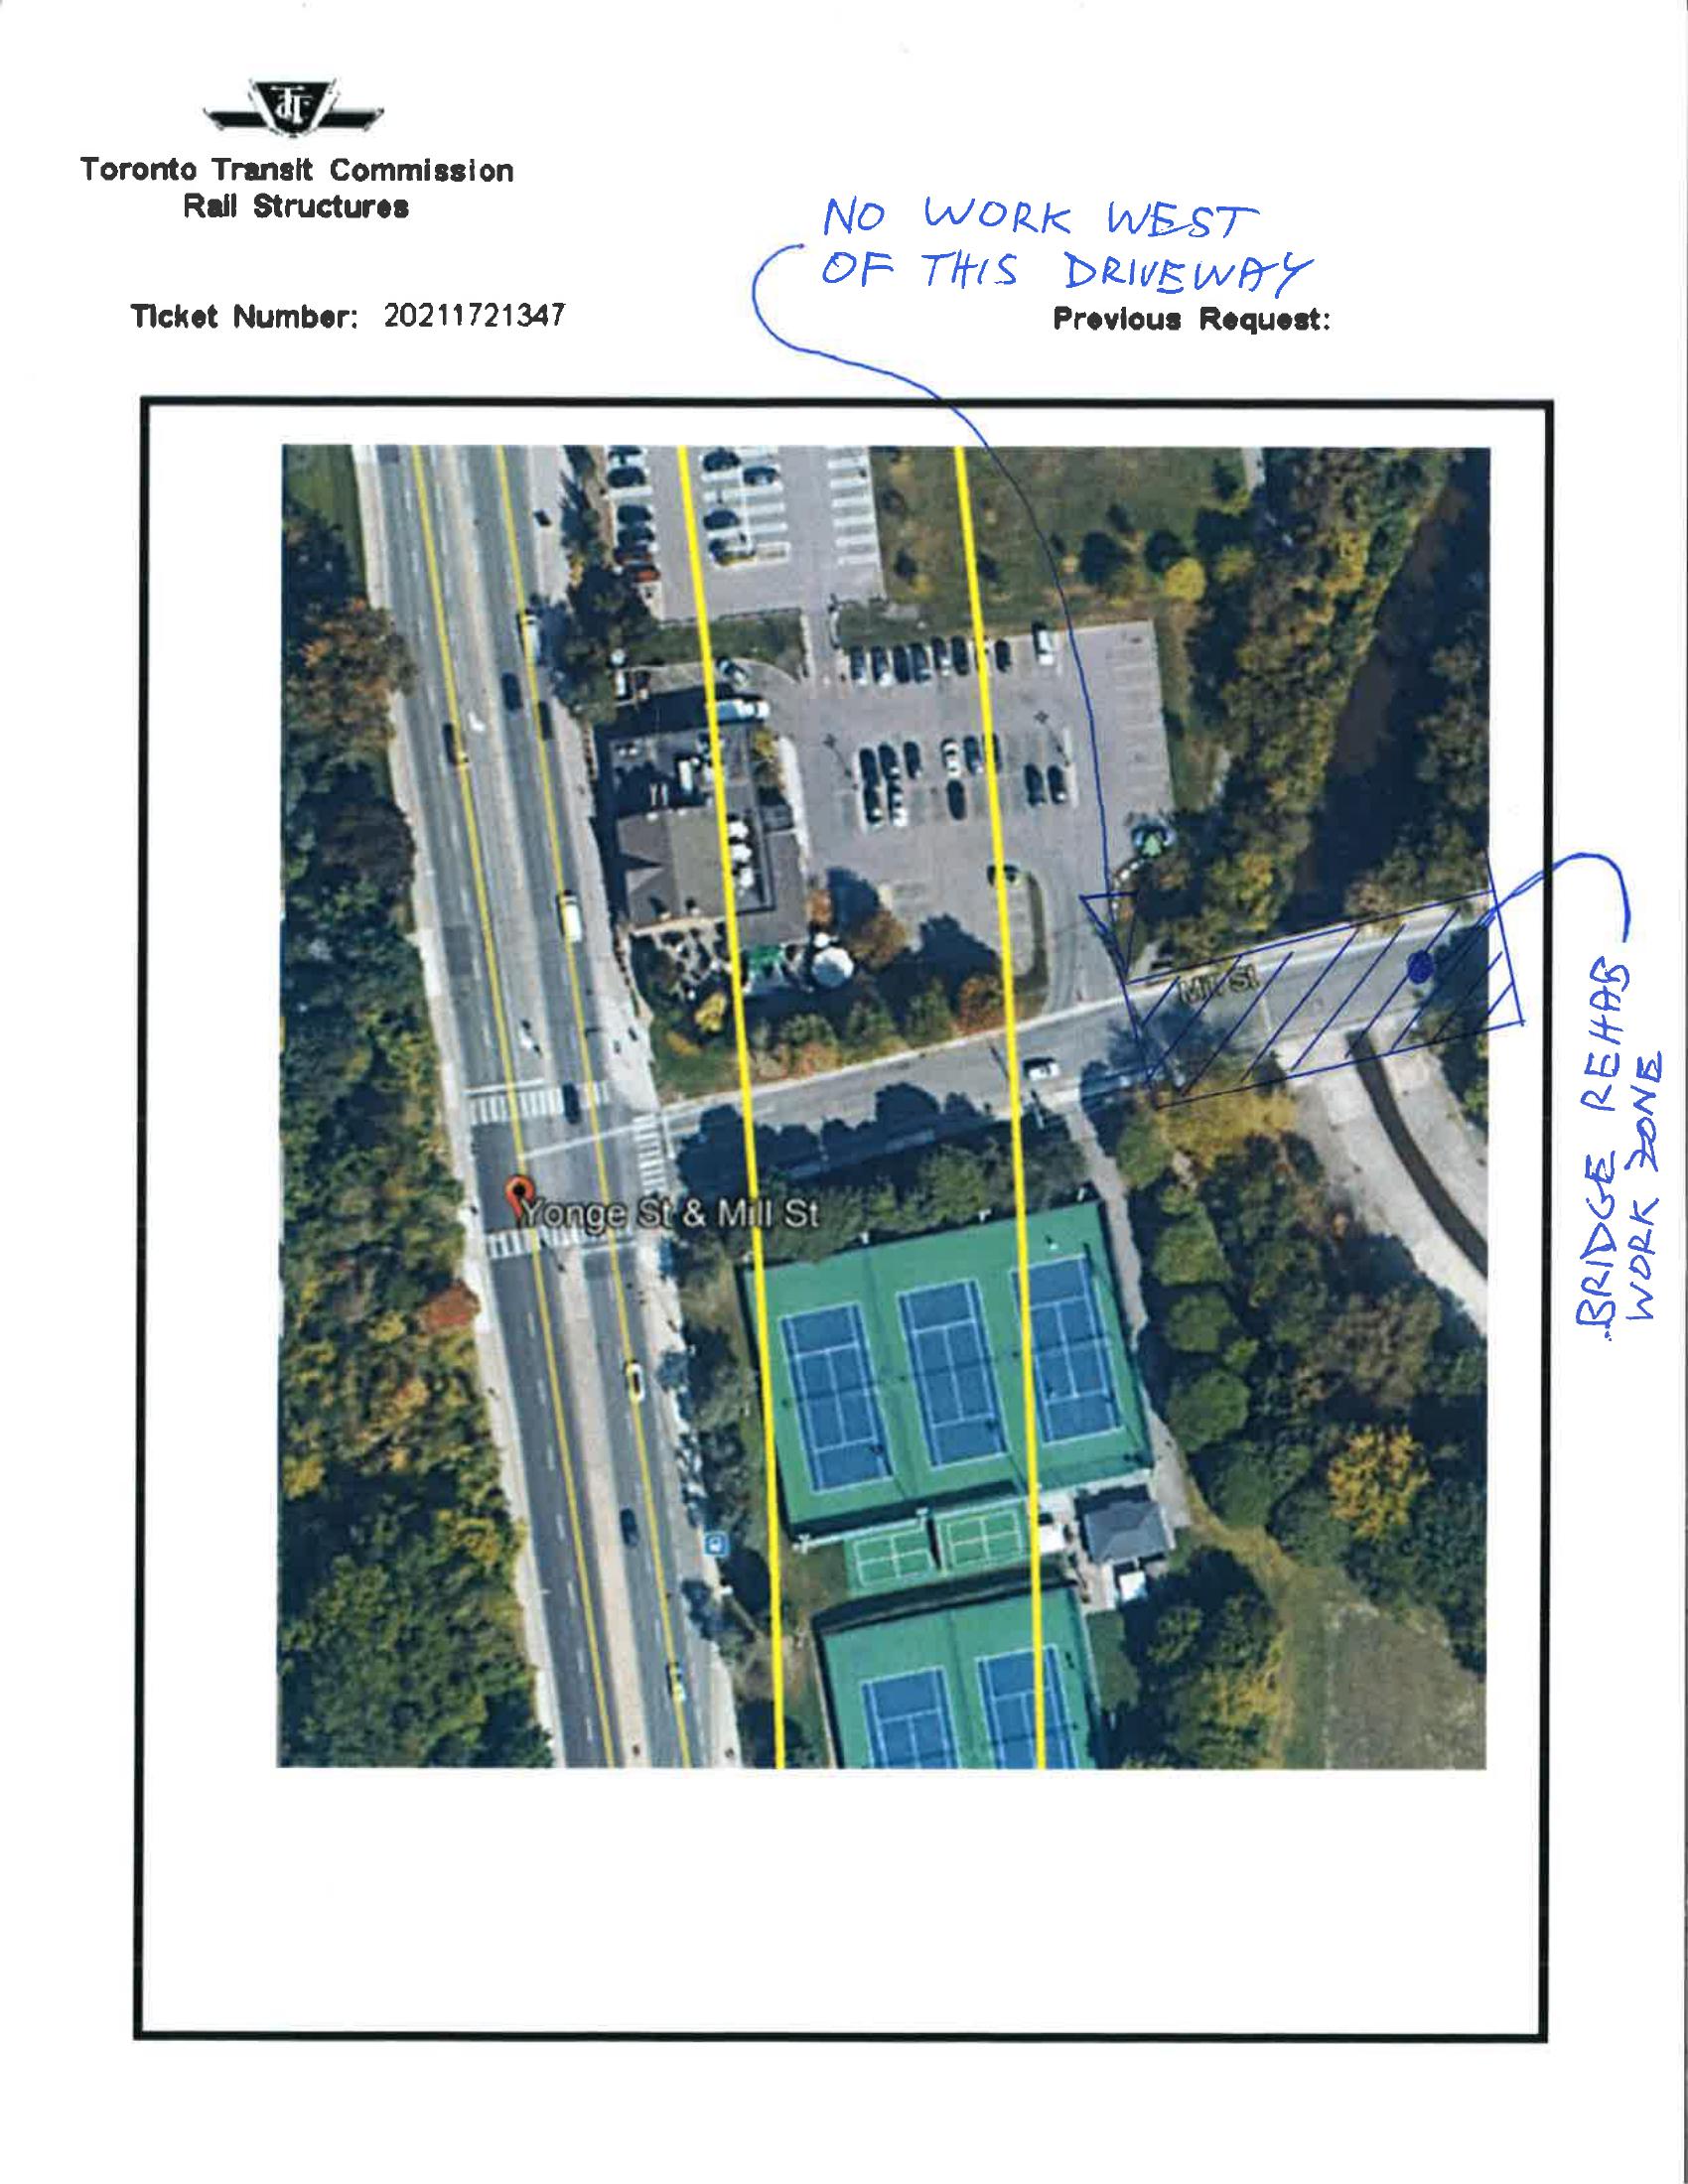 Toronto Transit Commission
Rail Structures
NO WORK WEST
OF THIS DRIVEWAY
Ticket Number: 20211721347
Previous Request:
Mill St
Yonge St & Mill St
BRIDGE REHAB
WORK ZONE